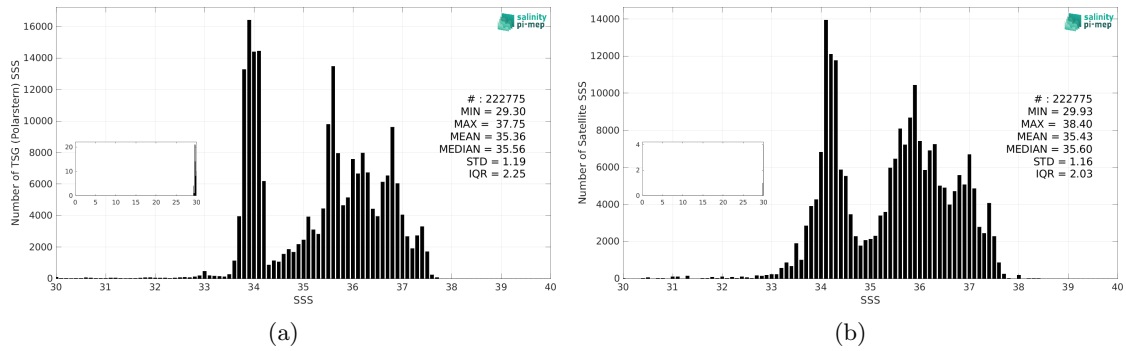 salinity
pi-mep
16000
14000
12000
10000
8000
6000
4000
2000
0
Number of TSG (Polarstern) SSS
# : 222775
MIN = 29.30
MAX = 37.75
MEAN = 35.36
MEDIAN = 35.56
STD = 1.19
IQR = 2.25
20
15
10
5
0
0 5 10 15 20 25 30
30 31 32 33 34 35 36 37 38 39 40
SSS
(a)
salinity
pi-mep
14000
12000
10000
8000
6000
4000
2000
0
Number of Satellite SSS
# : 222775
MIN = 29.93
MAX = 38.40
MEAN = 35.43
MEDIAN = 35.60
STD = 1.16
IQR = 2.03
4
2
0
0 5 10 15 20 25 30
30 31 32 33 34 35 36 37 38 39 40
SSS
(b)